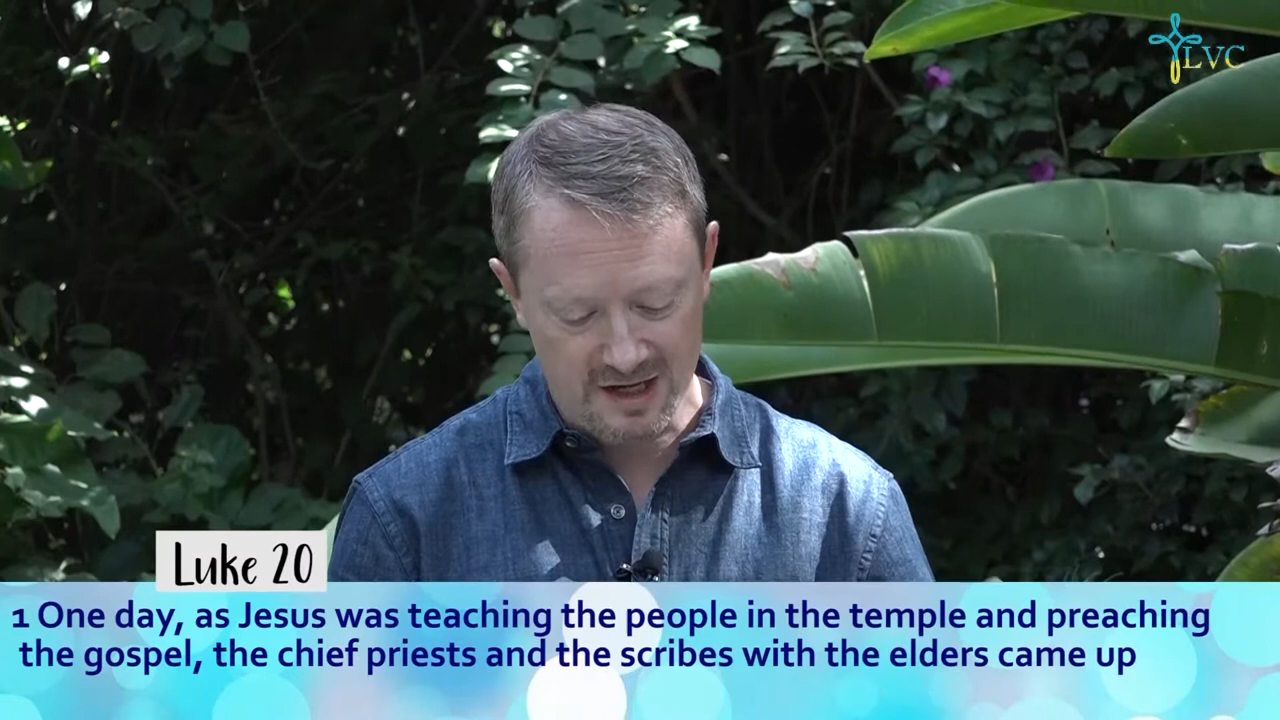 LVC
Luke 20
1 One day, as Jesus was teaching the people in the temple and preaching
the gospel, the chief priests and the scribes with the elders came up